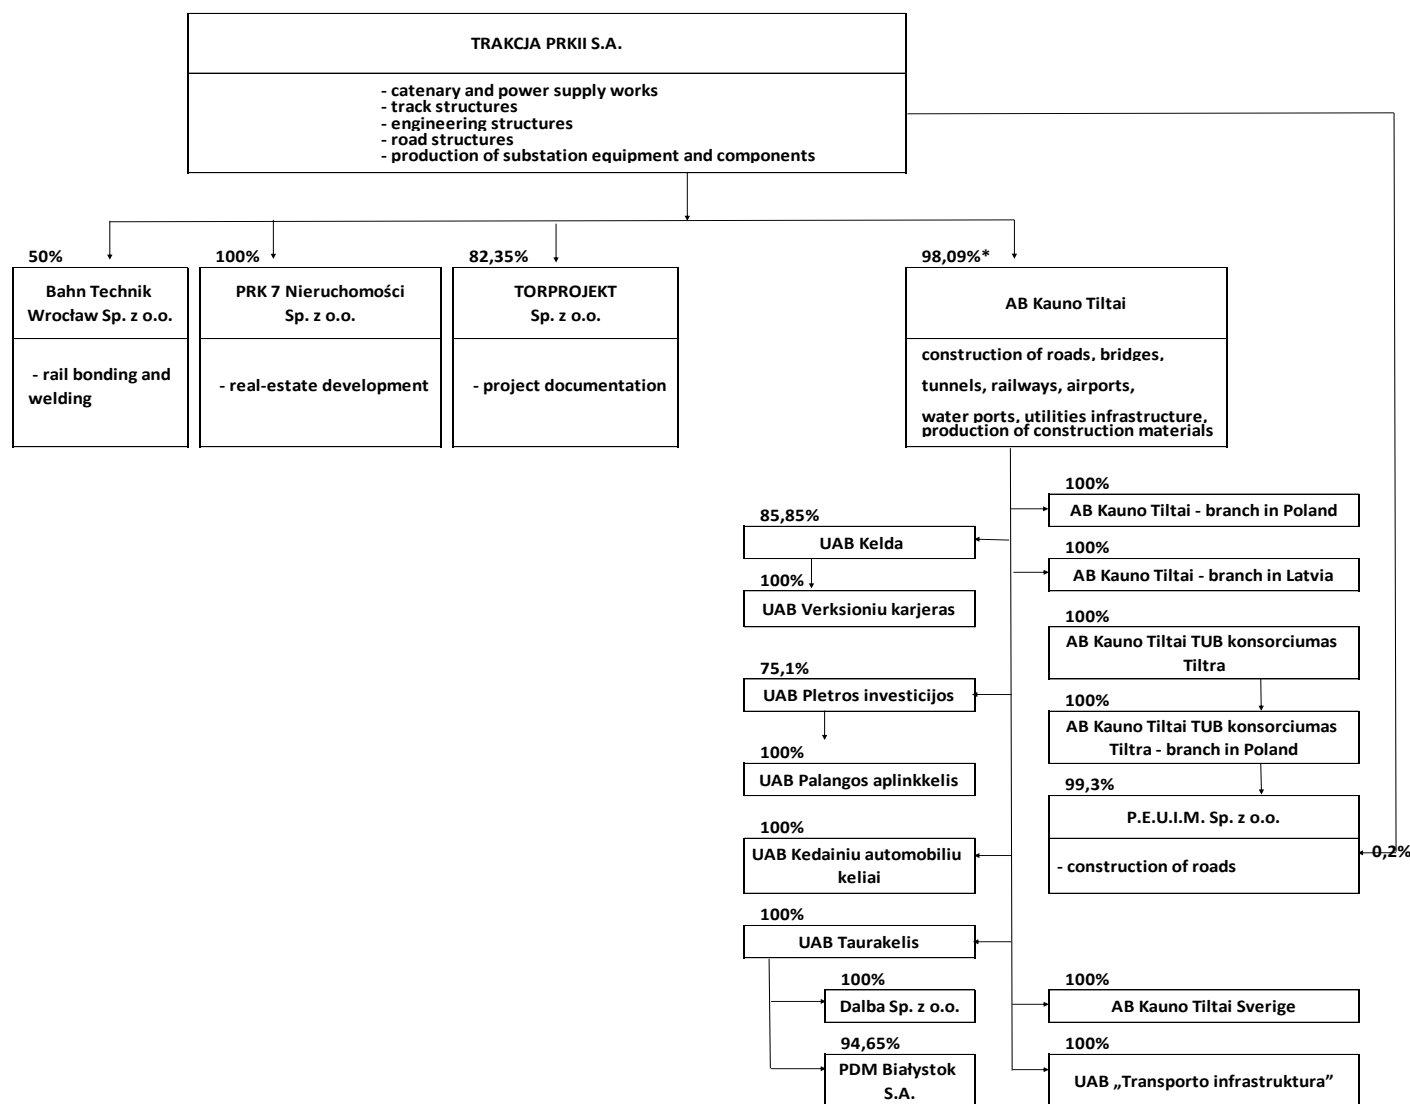 TRAKCJA PRKII S.A.
- catenary and power supply works
- track structures
- engineering structures
- road structures
- production of substation equipment and components
50%
Bahn Technik
Wrocław Sp. z o.o.
- rail bonding and
welding
100%
PRK 7 Nieruchomości
Sp. z o.o.
- real-estate development
82,35%
TORPROJEKT
Sp. z o.o.
- project documentation
98,09%*
AB Kauno Tiltai
construction of roads, bridges,
tunnels, railways, airports,
water ports, utilities infrastructure,
production of construction materials
85,85%
UAB Kelda
100%
UAB Verksioniu karjeras
75,1%
UAB Pletros investicijos
100%
UAB Palangos aplinkkelis
100%
UAB Kedainiu automobiliu
keliai
100%
UAB Taurakelis
100%
Dalba Sp. z o.o.
94,65%
PDM Białystok
S.A.
100%
AB Kauno Tiltai - branch in Poland
100%
AB Kauno Tiltai - branch in Latvia
100%
AB Kauno Tiltai TUB konsorciumas
Tiltra
100%
AB Kauno Tiltai TUB konsorciumas
Tiltra - branch in Poland
99,3%
P.E.U.I.M. Sp. z o.o.
- construction of roads
0,2%
100%
AB Kauno Tiltai Sverige
100%
UAB „Transporto infrastruktura”